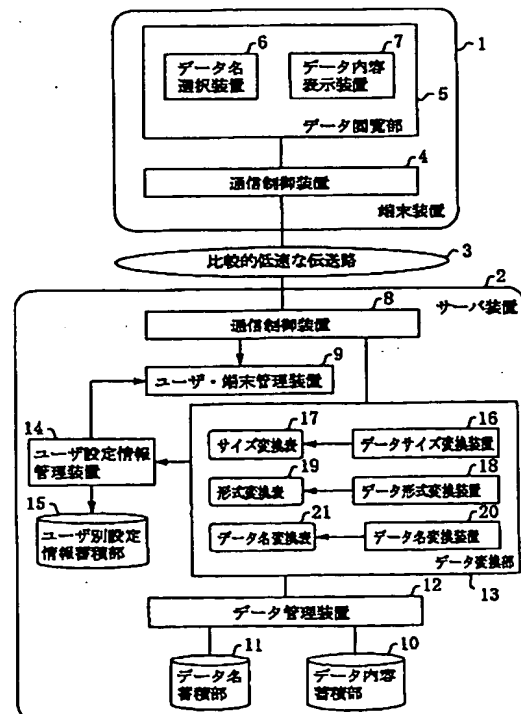 6
データ名
選択装置
7
データ内容
表示装置
1
5
データ閲覧部
4
通信制御装置
端末装置
比較的低速な伝送路
3
2
サーバ装置
8
通信制御装置
9
ユーザ・端末管理装置
14
ユーザ設定情報
管理装置
15
ユーザ別設定
情報蓄積部
17
サイズ変換表
16
データサイズ変換装置
19
形式変換表
18
データ形式変換装置
21
データ名変換表
20
データ名変換装置
データ変換部
13
12
データ管理装置
11
データ名
蓄積部
10
データ内容
蓄積部